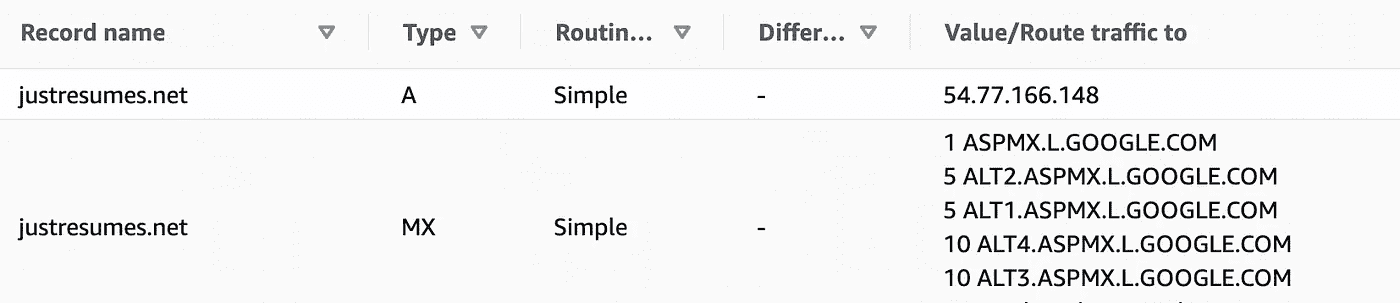 Record name Type Routin... Differ... Value/Route traffic to
justresumes.net A Simple - 54.77.166.148
1 ASPMX.L.GOOGLE.COM
5 ALT2.ASPMX.L.GOOGLE.COM
5 ALT1.ASPMX.L.GOOGLE.COM
justresumes.net MX Simple -
10 ALT4.ASPMX.L.GOOGLE.COM
10 ALT3.ASPMX.L.GOOGLE.COM